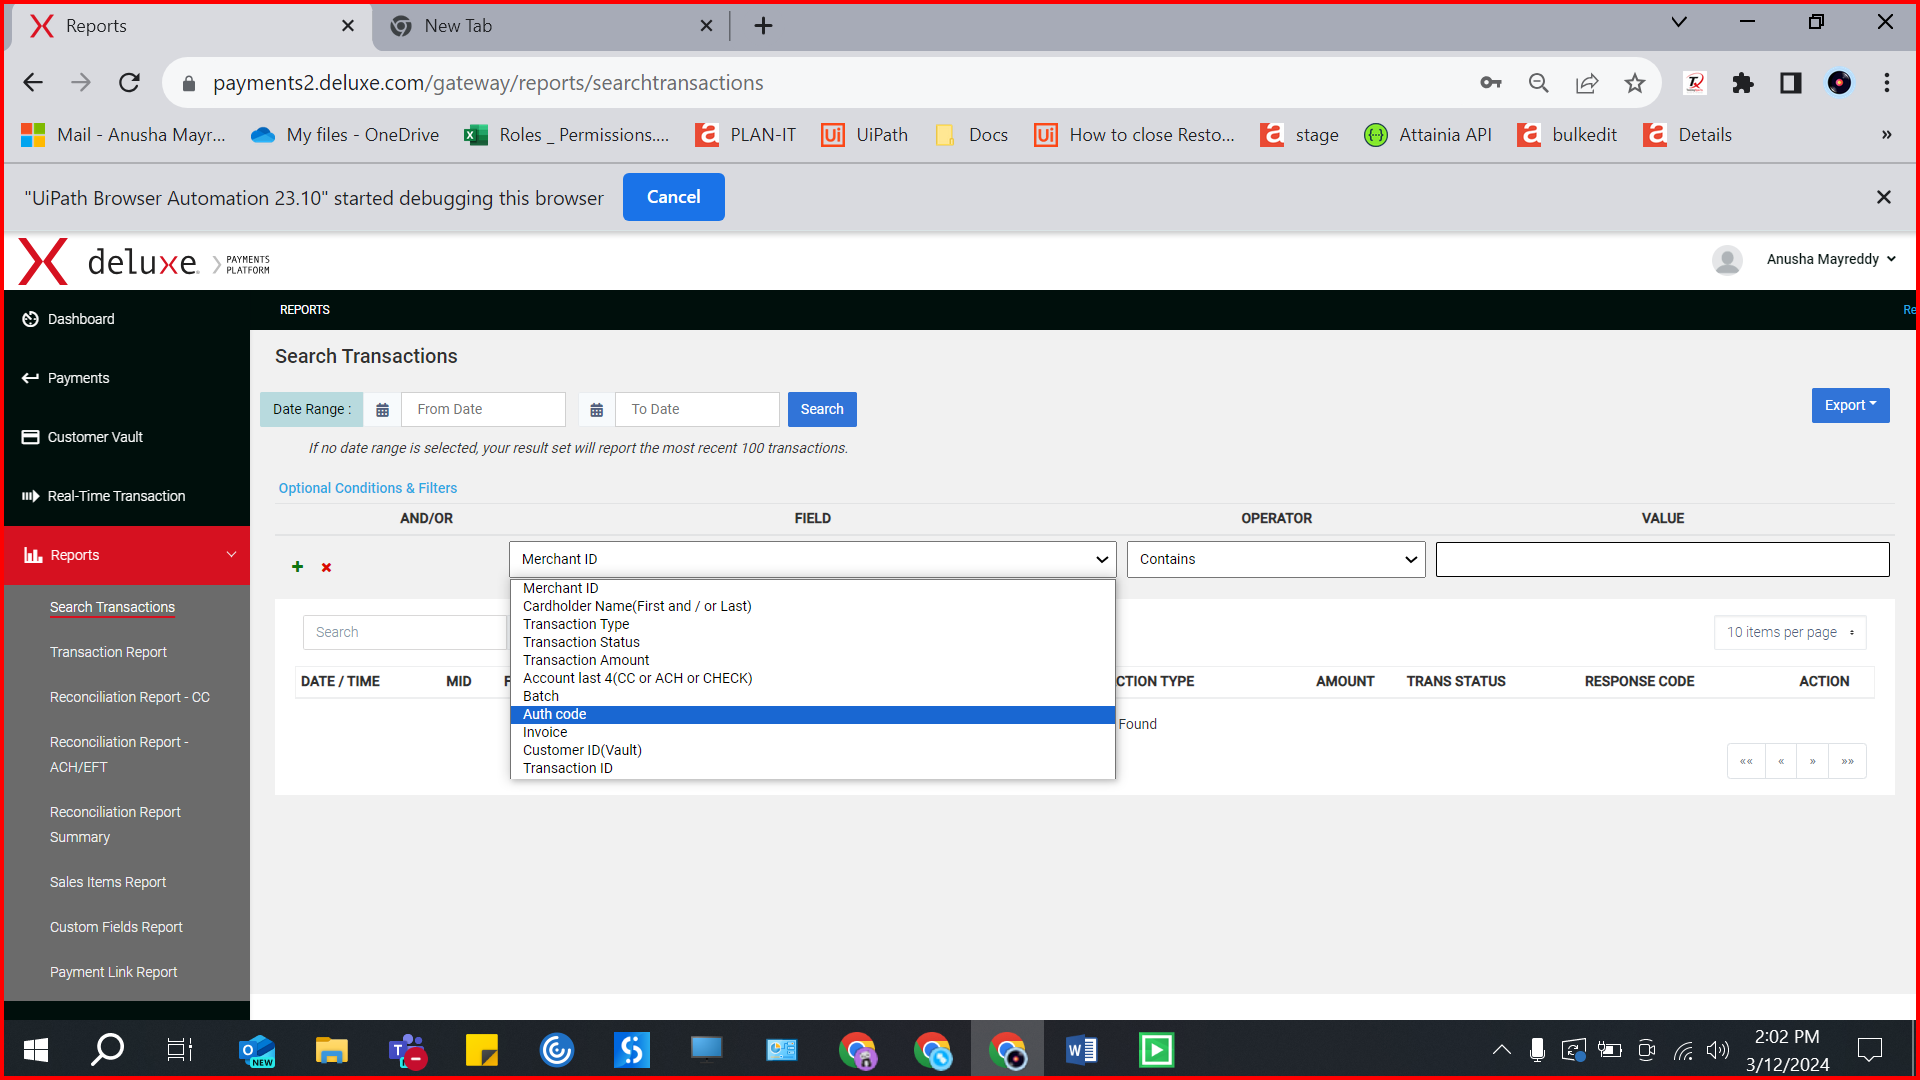 Reports
New Tab
payments2.deluxe.com/gateway/reports/searchtransactions
Mail - Anusha Mayr...
My files - OneDrive
Roles _ Permissions....
PLAN-IT
UiPath
Docs
How to close Resto...
stage
Attainia API
bulkedit
Details
»
"UiPath Browser Automation 23.10" started debugging this browser
Cancel
deluxe
PAYMENTS
PLATFORM
Anusha Mayreddy
Dashboard
Payments
Customer Vault
Real-Time Transaction
Reports
Search Transactions
Transaction Report
Reconciliation Report - CC
Reconciliation Report -
ACH/EFT
Reconciliation Report
Summary
Sales Items Report
Custom Fields Report
Payment Link Report
REPORTS
Re
Search Transactions
Date Range :
From Date
To Date
Search
Export
If no date range is selected, your result set will report the most recent 100 transactions.
Optional Conditions & Filters
AND/OR
FIELD
OPERATOR
VALUE
Merchant ID
Contains
Merchant ID
Cardholder Name(First and / or Last)
Transaction Type
Transaction Status
Transaction Amount
Account last 4(CC or ACH or CHECK)
Batch
Auth code
Invoice
Customer ID(Vault)
Transaction ID
Search
10 items per page
DATE / TIME
MID
F
CTION TYPE
AMOUNT
TRANS STATUS
RESPONSE CODE
ACTION
Found
«« « » »»
NEW
2:02 PM
3/12/2024